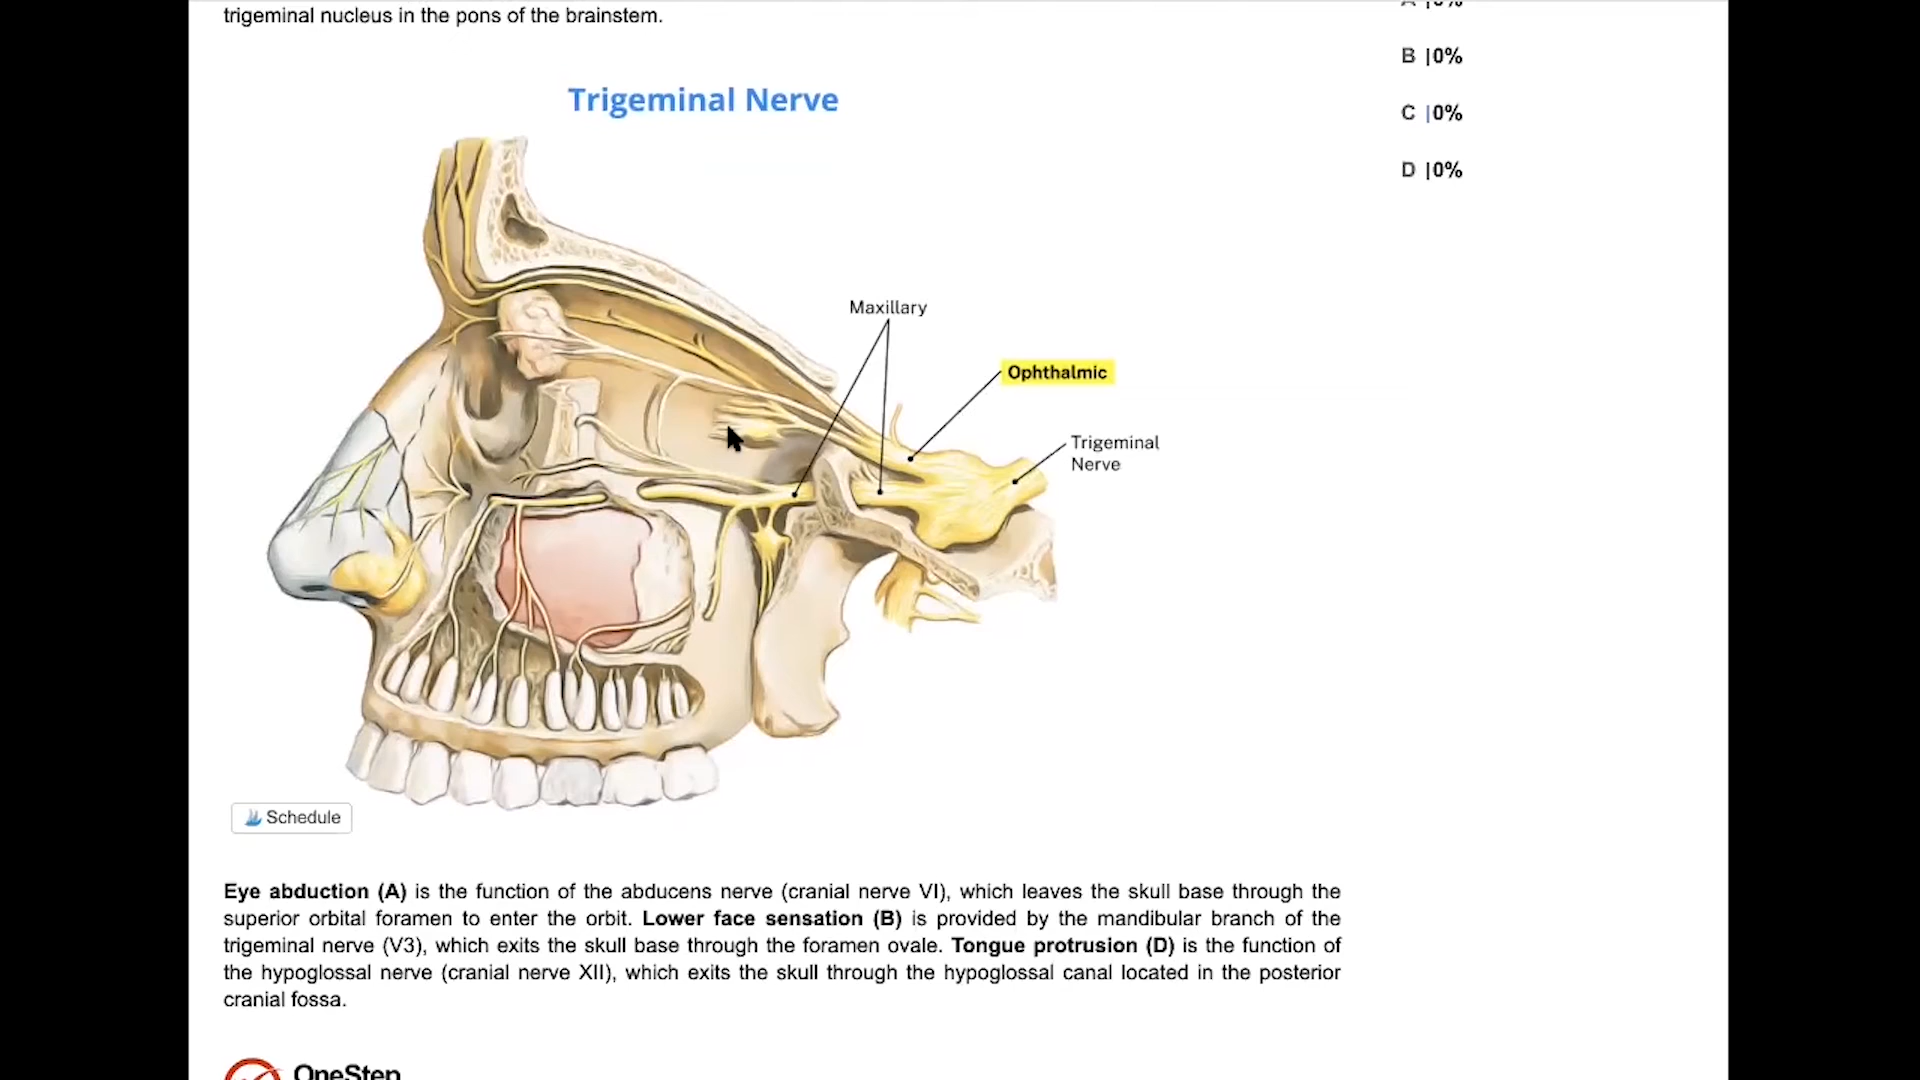 trigeminal nucleus in the pons of the brainstem.
B |0%
C |0%
D |0%
Trigeminal Nerve
Maxillary
Ophthalmic
Trigeminal
Nerve
Schedule
Eye abduction (A) is the function of the abducens nerve (cranial nerve VI), which leaves the skull base through the
superior orbital foramen to enter the orbit. Lower face sensation (B) is provided by the mandibular branch of the
trigeminal nerve (V3), which exits the skull base through the foramen ovale. Tongue protrusion (D) is the function of
the hypoglossal nerve (cranial nerve XII), which exits the skull through the hypoglossal canal located in the posterior
cranial fossa.
OneStep